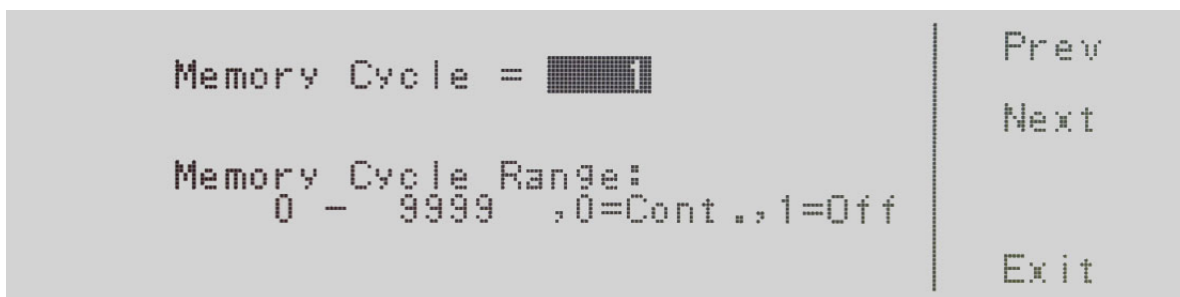 Memory Cycle = 1
Memory Cycle Range:
0 - 9999 ,0=Cont.,1=Off
Prev
Next
Exit